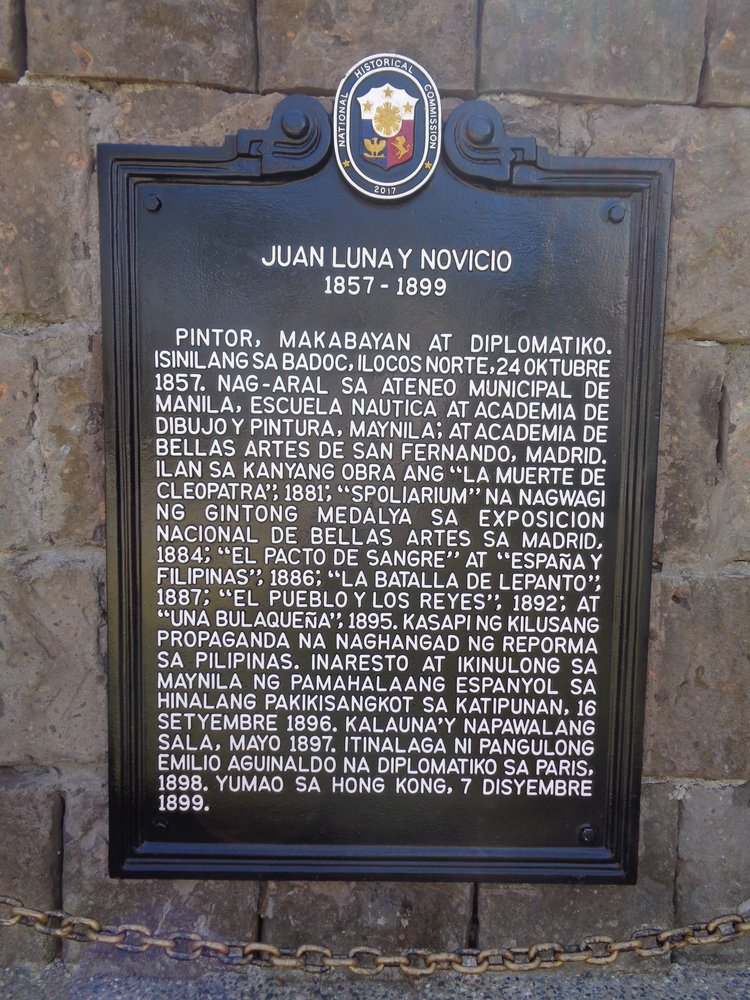 NATIONAL HISTORICAL COMMISSION
2017
JUAN LUNA Y NOVICIO
1857 - 1899
PINTOR, MAKABAYAN AT DIPLOMATIKO.
ISINILANG SA BADOC, ILOCOS NORTE, 24 OKTUBRE
1857. NAG-ARAL SA ATENEO MUNICIPAL DE
MANILA, ESCUELA NAUTICA AT ACADEMIA DE
DIBUJO Y PINTURA, MAYNILA; AT ACADEMIA DE
BELLAS ARTES DE SAN FERNANDO, MADRID.
ILAN SA KANYANG OBRA ANG "LA MUERTE DE
CLEOPATRA", 1881; "SPOLIARIUM" NA NAGWAGI
NG GINTONG MEDALYA SA EXPOSICION
NACIONAL DE BELLAS ARTES SA MADRID,
1884; "EL PACTO DE SANGRE" AT "ESPAÑA Y
FILIPINAS", 1886; "LA BATALLA DE LEPANTO",
1887; "EL PUEBLO Y LOS REYES", 1892; AT
"UNA BULAQUEÑA", 1895. KASAPI NG KILUSANG
PROPAGANDA NA NAGHANGAD NG REPORMA
SA PILIPINAS. INARESTO AT IKINULONG SA
MAYNILA NG PAMAHALAANG ESPANYOL SA
HINALANG PAKIKISANGKOT SA KATIPUNAN, 16
SETYEMBRE 1896. KALAUNA'Y NAPAWALANG
SALA, MAYO 1897. ITINALAGA NI PANGULONG
EMILIO AGUINALDO NA DIPLOMATIKO SA PARIS,
1898. YUMAO SA HONG KONG, 7 DISYEMBRE
1899.